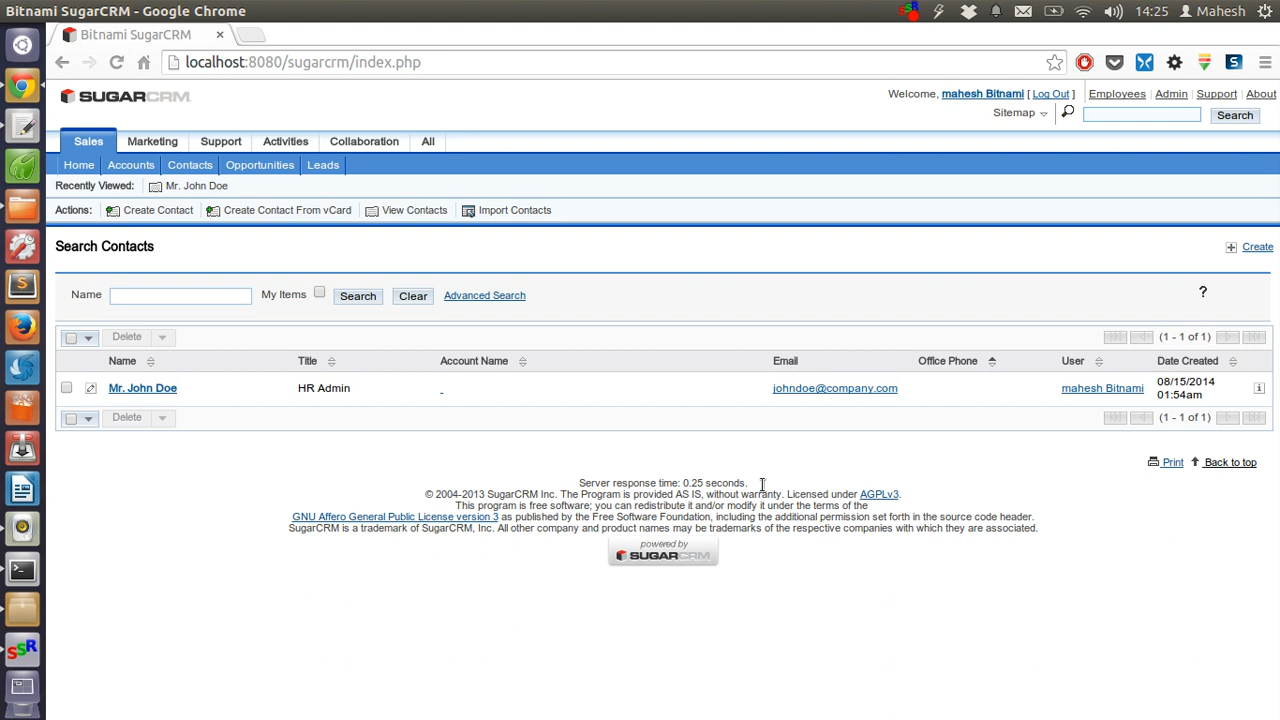 Bitnami SugarCRM - Google Chrome 14:25 Mahesh
Bitnami SugarCRM ×
localhost:8080/sugarcrm/index.php
SUGARCRM. Welcome, mahesh Bitnami [ Log Out ] Employees | Admin | Support | About
Sitemap Search
Sales Marketing Support Activities Collaboration All
Home Accounts Contacts Opportunities Leads
Recently Viewed: Mr. John Doe
Actions: Create Contact Create Contact From vCard View Contacts Import Contacts
Search Contacts Create
Name My Items Search Clear Advanced Search ?
Delete (1 - 1 of 1)
Name Title Account Name Email Office Phone User Date Created
Mr. John Doe HR Admin johndoe@company.com mahesh Bitnami 08/15/2014
01:54am
Delete (1 - 1 of 1)
Print Back to top
Server response time: 0.25 seconds.
© 2004-2013 SugarCRM Inc. The Program is provided AS IS, without warranty. Licensed under AGPLv3.
This program is free software; you can redistribute it and/or modify it under the terms of the
GNU Affero General Public License version 3 as published by the Free Software Foundation, including the additional permission set forth in the source code header.
SugarCRM is a trademark of SugarCRM, Inc. All other company and product names may be trademarks of the respective companies with which they are associated.
powered by
SUGARCRM.